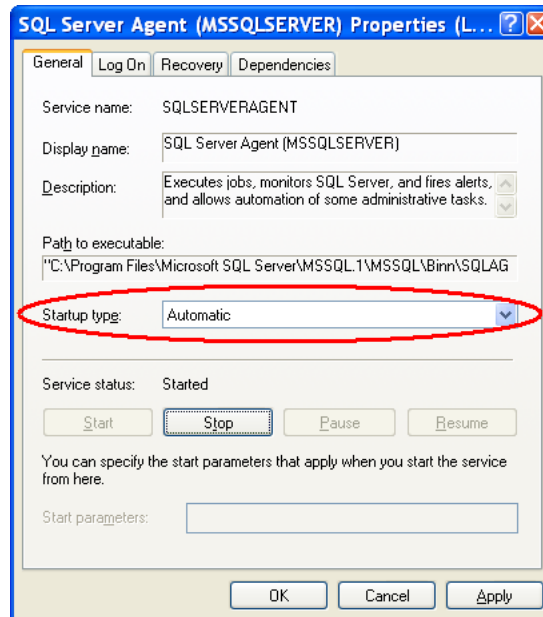 SQL Server Agent (MSSQLSERVER) Properties (L...
General Log On Recovery Dependencies
Service name: SQLSERVERAGENT
Display name: SQL Server Agent (MSSQLSERVER)
Description: Executes jobs, monitors SQL Server, and fires alerts,
and allows automation of some administrative tasks.
Path to executable:
"C:\Program Files\Microsoft SQL Server\MSSQL.1\MSSQL\Binn\SQLAG
Startup type: Automatic
Service status: Started
Start Stop Pause Resume
You can specify the start parameters that apply when you start the service
from here.
Start parameters:
OK Cancel Apply